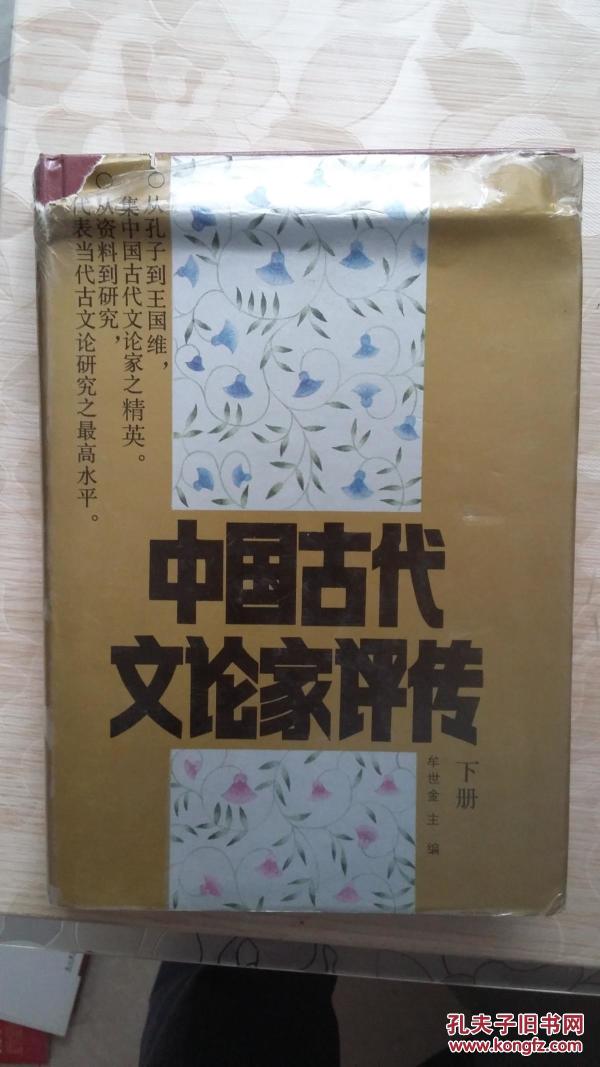 ○从孔子到王国维，
集中国古代文论家之精英。
○从资料到研究，
代表当代古文论研究之最高水平。
中国古代
文论家评传
下册
牟世金 主 编
孔夫子旧书网
www.kongfz.com